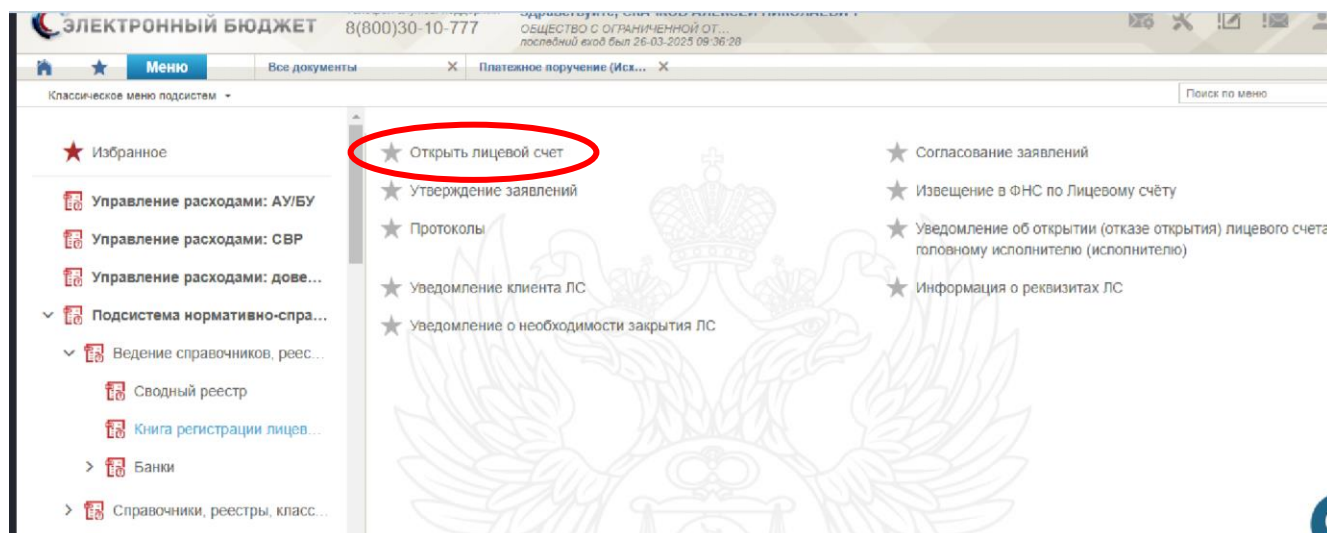 ЭЛЕКТРОННЫЙ БЮДЖЕТ
8(800)30-10-777
АЛЕКСЕЙ НИКОЛАЕВИЧ
ОБЩЕСТВО С ОГРАНИЧЕННОЙ ОТ...
последний вход был 26-03-2025 09:36:28
Меню
Все документы
Платежное поручение (Исх...
Классическое меню подсистем
Поиск по меню
Избранное
Управление расходами: АУ/БУ
Управление расходами: СВР
Управление расходами: дове...
Подсистема нормативно-спра...
Ведение справочников, реес...
Сводный реестр
Книга регистрации лицев...
Банки
Справочники, реестры, класс...
Открыть лицевой счет
Утверждение заявлений
Протоколы
Уведомление клиента ЛС
Уведомление о необходимости закрытия ЛС
Согласование заявлений
Извещение в ФНС по Лицевому счёту
Уведомление об открытии (отказе открытия) лицевого счета
головному исполнителю (исполнителю)
Информация о реквизитах ЛС